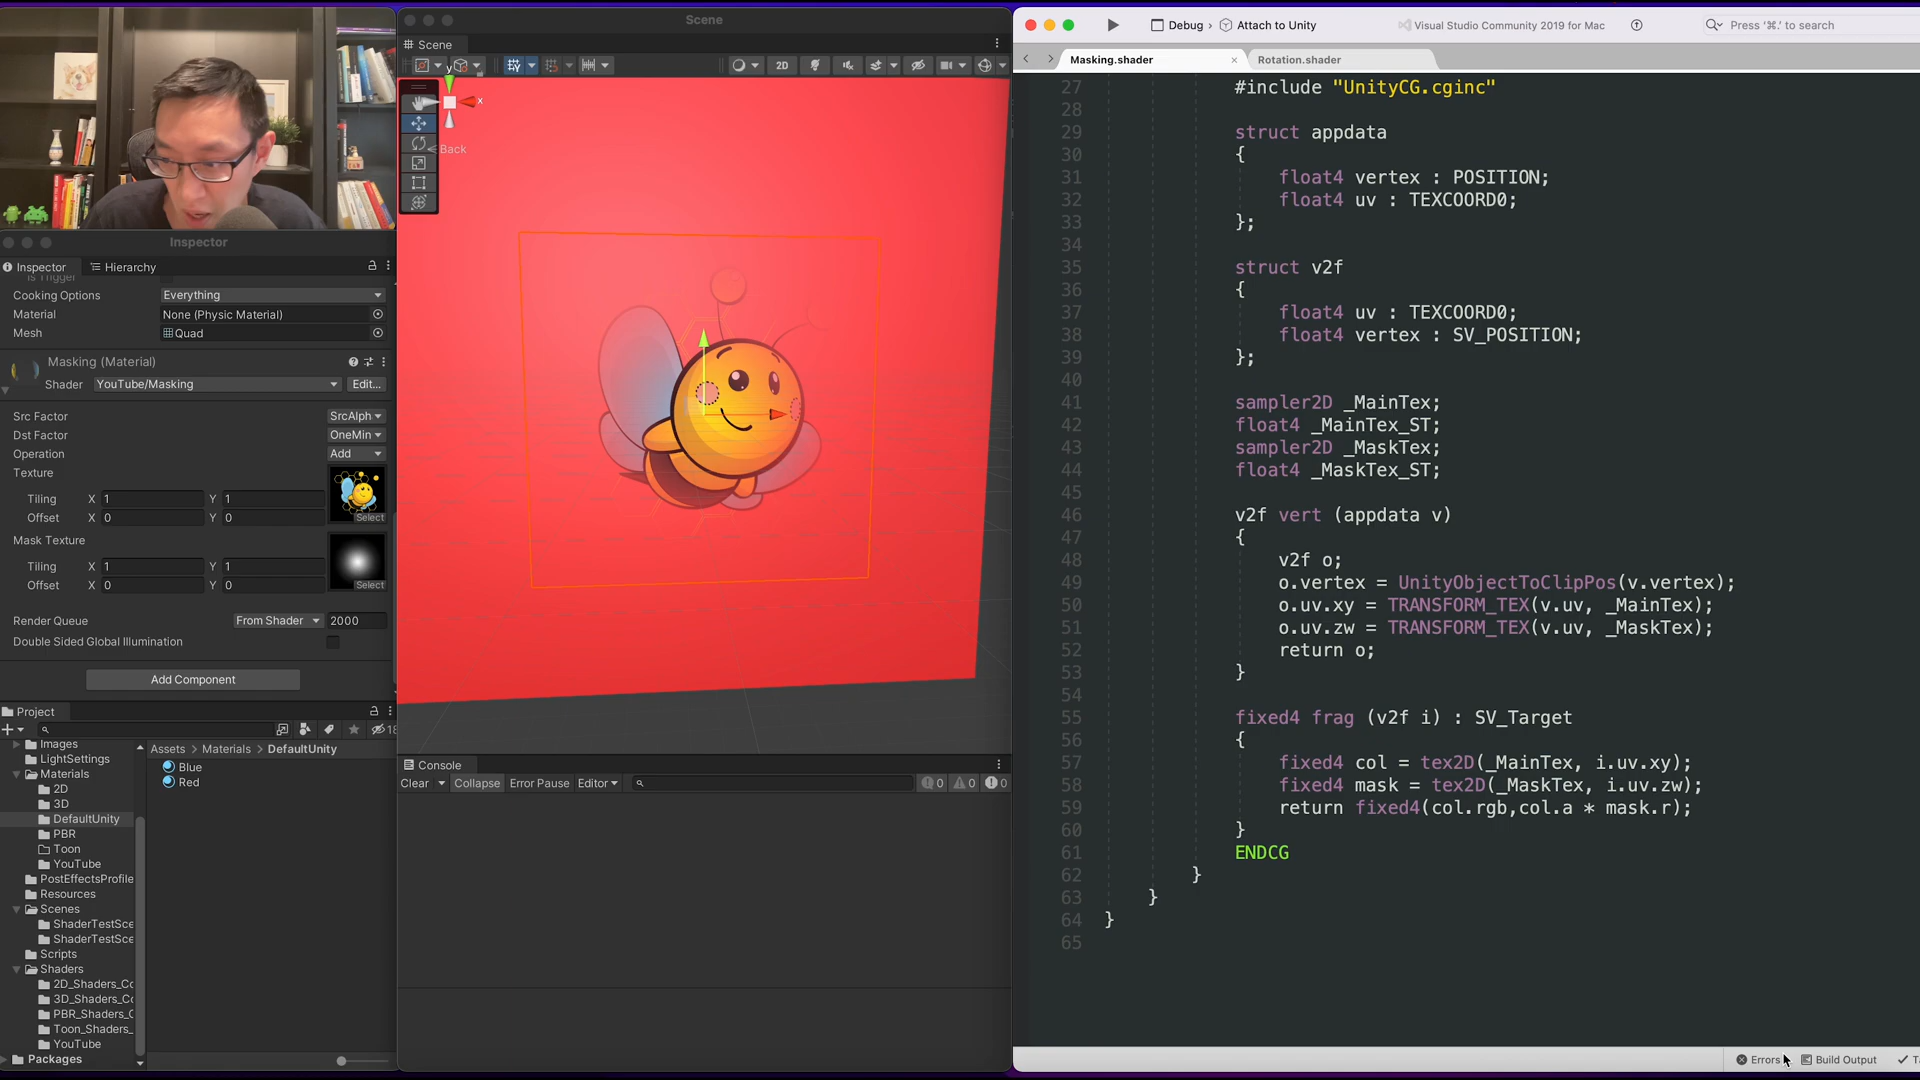 Inspector
Inspector
Hierarchy
Is Trigger
Cooking Options Everything
Material None (Physic Material)
Mesh Quad
Masking (Material)
Shader YouTube/Masking Edit...
Src Factor SrcAlph
Dst Factor OneMin
Operation Add
Texture
Tiling X 1 Y 1
Offset X 0 Y 0
Select
Mask Texture
Tiling X 1 Y 1
Offset X 0 Y 0
Select
Render Queue From Shader 2000
Double Sided Global Illumination
Add Component
Project
18
Images
LightSettings
Materials
2D
3D
DefaultUnity
PBR
Toon
YouTube
PostEffectsProfile
Resources
Scenes
ShaderTestSce
ShaderTestSce
Scripts
Shaders
2D_Shaders_Co
3D_Shaders_Co
PBR_Shaders_C
Toon_Shaders_
YouTube
Packages
Assets > Materials > DefaultUnity
Blue
Red
Scene
Scene
2D
y
x
Back
Console
Clear Collapse Error Pause Editor 0 0 0
Debug › Attach to Unity
Visual Studio Community 2019 for Mac
Press '⌘.' to search
Masking.shader
Rotation.shader
27 #include "UnityCG.cginc"
28
29 struct appdata
30 {
31 float4 vertex : POSITION;
32 float4 uv : TEXCOORD0;
33 };
34
35 struct v2f
36 {
37 float4 uv : TEXCOORD0;
38 float4 vertex : SV_POSITION;
39 };
40
41 sampler2D _MainTex;
42 float4 _MainTex_ST;
43 sampler2D _MaskTex;
44 float4 _MaskTex_ST;
45
46 v2f vert (appdata v)
47 {
48 v2f o;
49 o.vertex = UnityObjectToClipPos(v.vertex);
50 o.uv.xy = TRANSFORM_TEX(v.uv, _MainTex);
51 o.uv.zw = TRANSFORM_TEX(v.uv, _MaskTex);
52 return o;
53 }
54
55 fixed4 frag (v2f i) : SV_Target
56 {
57 fixed4 col = tex2D(_MainTex, i.uv.xy);
58 fixed4 mask = tex2D(_MaskTex, i.uv.zw);
59 return fixed4(col.rgb,col.a * mask.r);
60 }
61 ENDCG
62 }
63 }
64 }
65
Errors
Build Output